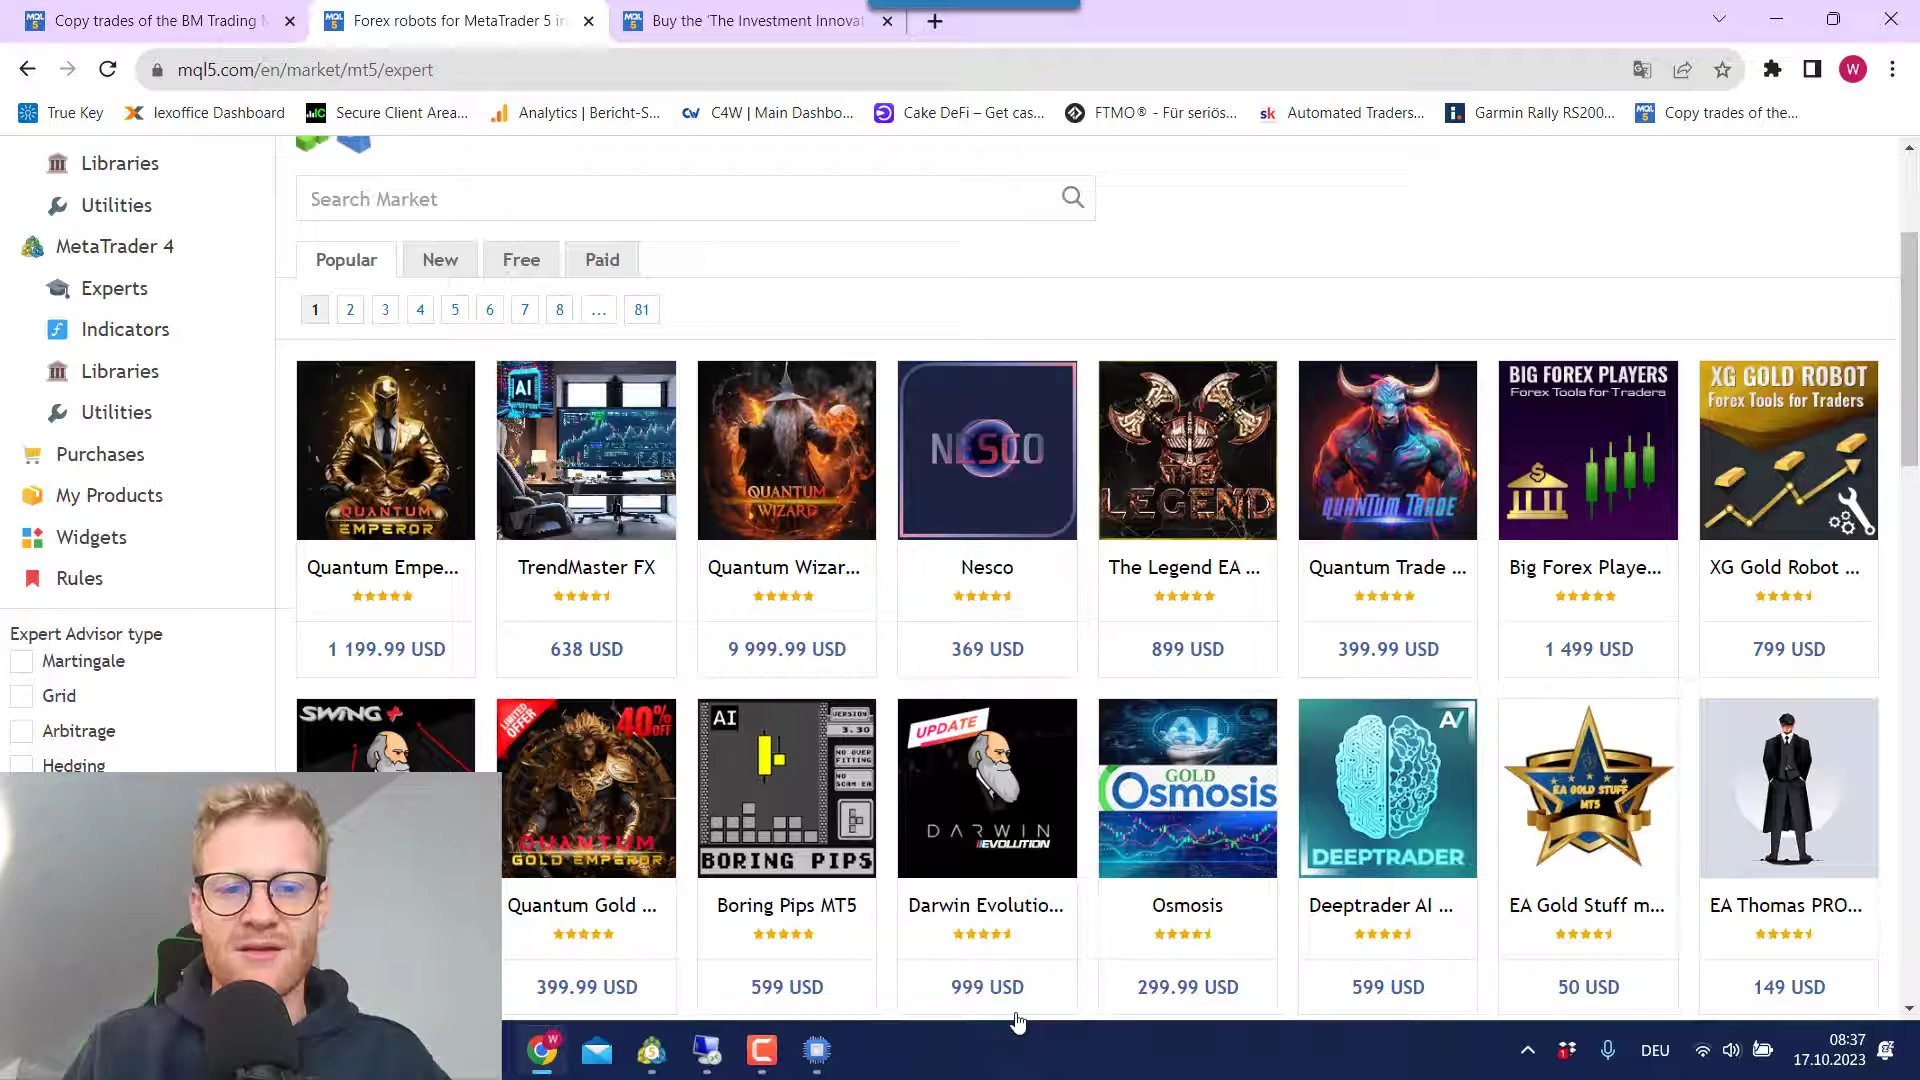 Copy trades of the BM Trading
Forex robots for MetaTrader 5 in
Buy the 'The Investment Innovat
mql5.com/en/market/mt5/expert
W
True Key
lexoffice Dashboard
Secure Client Area...
Analytics | Bericht-S...
C4W | Main Dashbo...
Cake DeFi – Get cas...
FTMO® - Für seriös...
sk Automated Traders...
Garmin Rally RS200...
Copy trades of the...
Libraries
Utilities
MetaTrader 4
Experts
Indicators
Libraries
Utilities
Purchases
My Products
Widgets
Rules
Expert Advisor type
Martingale
Grid
Arbitrage
Hedging
Search Market
Popular New Free Paid
1 2 3 4 5 6 7 8 ... 81
QUANTUM
EMPEROR
AI
QUANTUM
WIZARD
NESCO
THE
LEGEND
QUANTUM TRADE
BIG FOREX PLAYERS
Forex Tools for Traders
XG GOLD ROBOT
Forex Tools for Traders
Quantum Empe... TrendMaster FX Quantum Wizar... Nesco The Legend EA ... Quantum Trade ... Big Forex Playe... XG Gold Robot ...
1 199.99 USD 638 USD 9 999.99 USD 369 USD 899 USD 399.99 USD 1 499 USD 799 USD
SWING+
LIMITED
OFFER
40%
OFF
QUANTUM
GOLD EMPEROR
AI
VERSION
3.30
NO OVER
FITTING
NO
SCAM EA
BORING PIPS
UPDATE
DARWIN
EVOLUTION
AI
GOLD
Osmosis
DEEPTRADER
EA GOLD STUFF
MT5
Quantum Gold ... Boring Pips MT5 Darwin Evolutio... Osmosis Deeptrader AI ... EA Gold Stuff m... EA Thomas PRO...
399.99 USD 599 USD 999 USD 299.99 USD 599 USD 50 USD 149 USD
DEU
08:37
17.10.2023